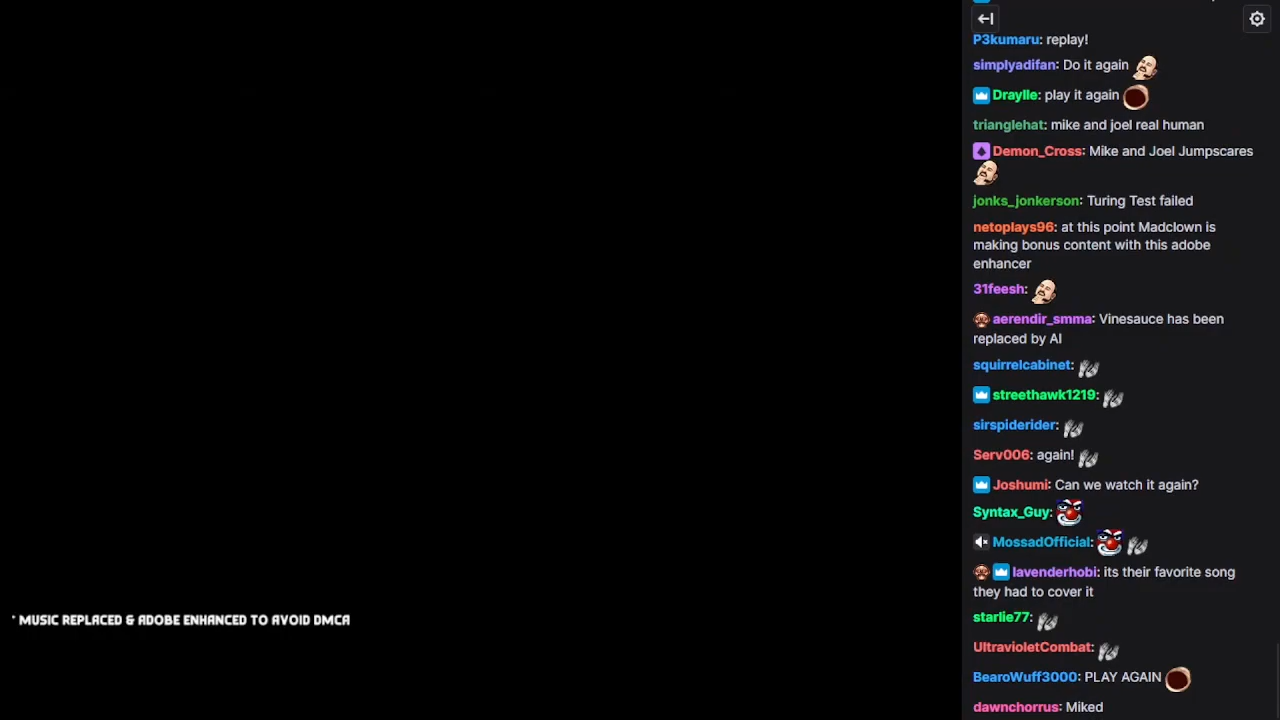 P3kumaru: replay!
simplyadifan: Do it again
Draylle: play it again
trianglehat: mike and joel real human
Demon_Cross: Mike and Joel Jumpscares
jonks_jonkerson: Turing Test failed
netoplays96: at this point Madclown is
making bonus content with this adobe
enhancer
31feesh:
aerendir_smma: Vinesauce has been
replaced by AI
squirrelcabinet:
streethawk1219:
sirspiderider:
Serv006: again!
Joshumi: Can we watch it again?
Syntax_Guy:
MossadOfficial:
lavenderhobi: its their favorite song
they had to cover it
starlie77:
UltravioletCombat:
BearoWuff3000: PLAY AGAIN
dawnchorrus: Miked
* MUSIC REPLACED & ADOBE ENHANCED TO AVOID DMCA